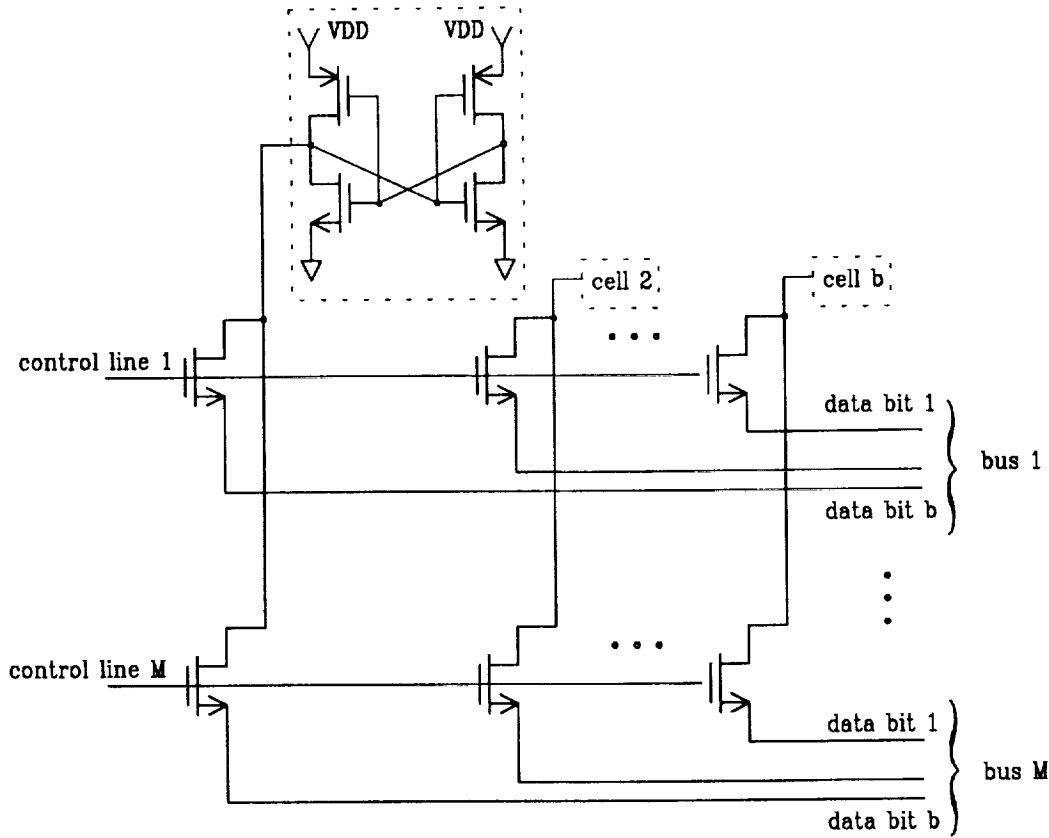 VDD VDD
cell 2 cell b
control line 1
data bit 1
bus 1
data bit b
control line M
data bit 1
bus M
data bit b